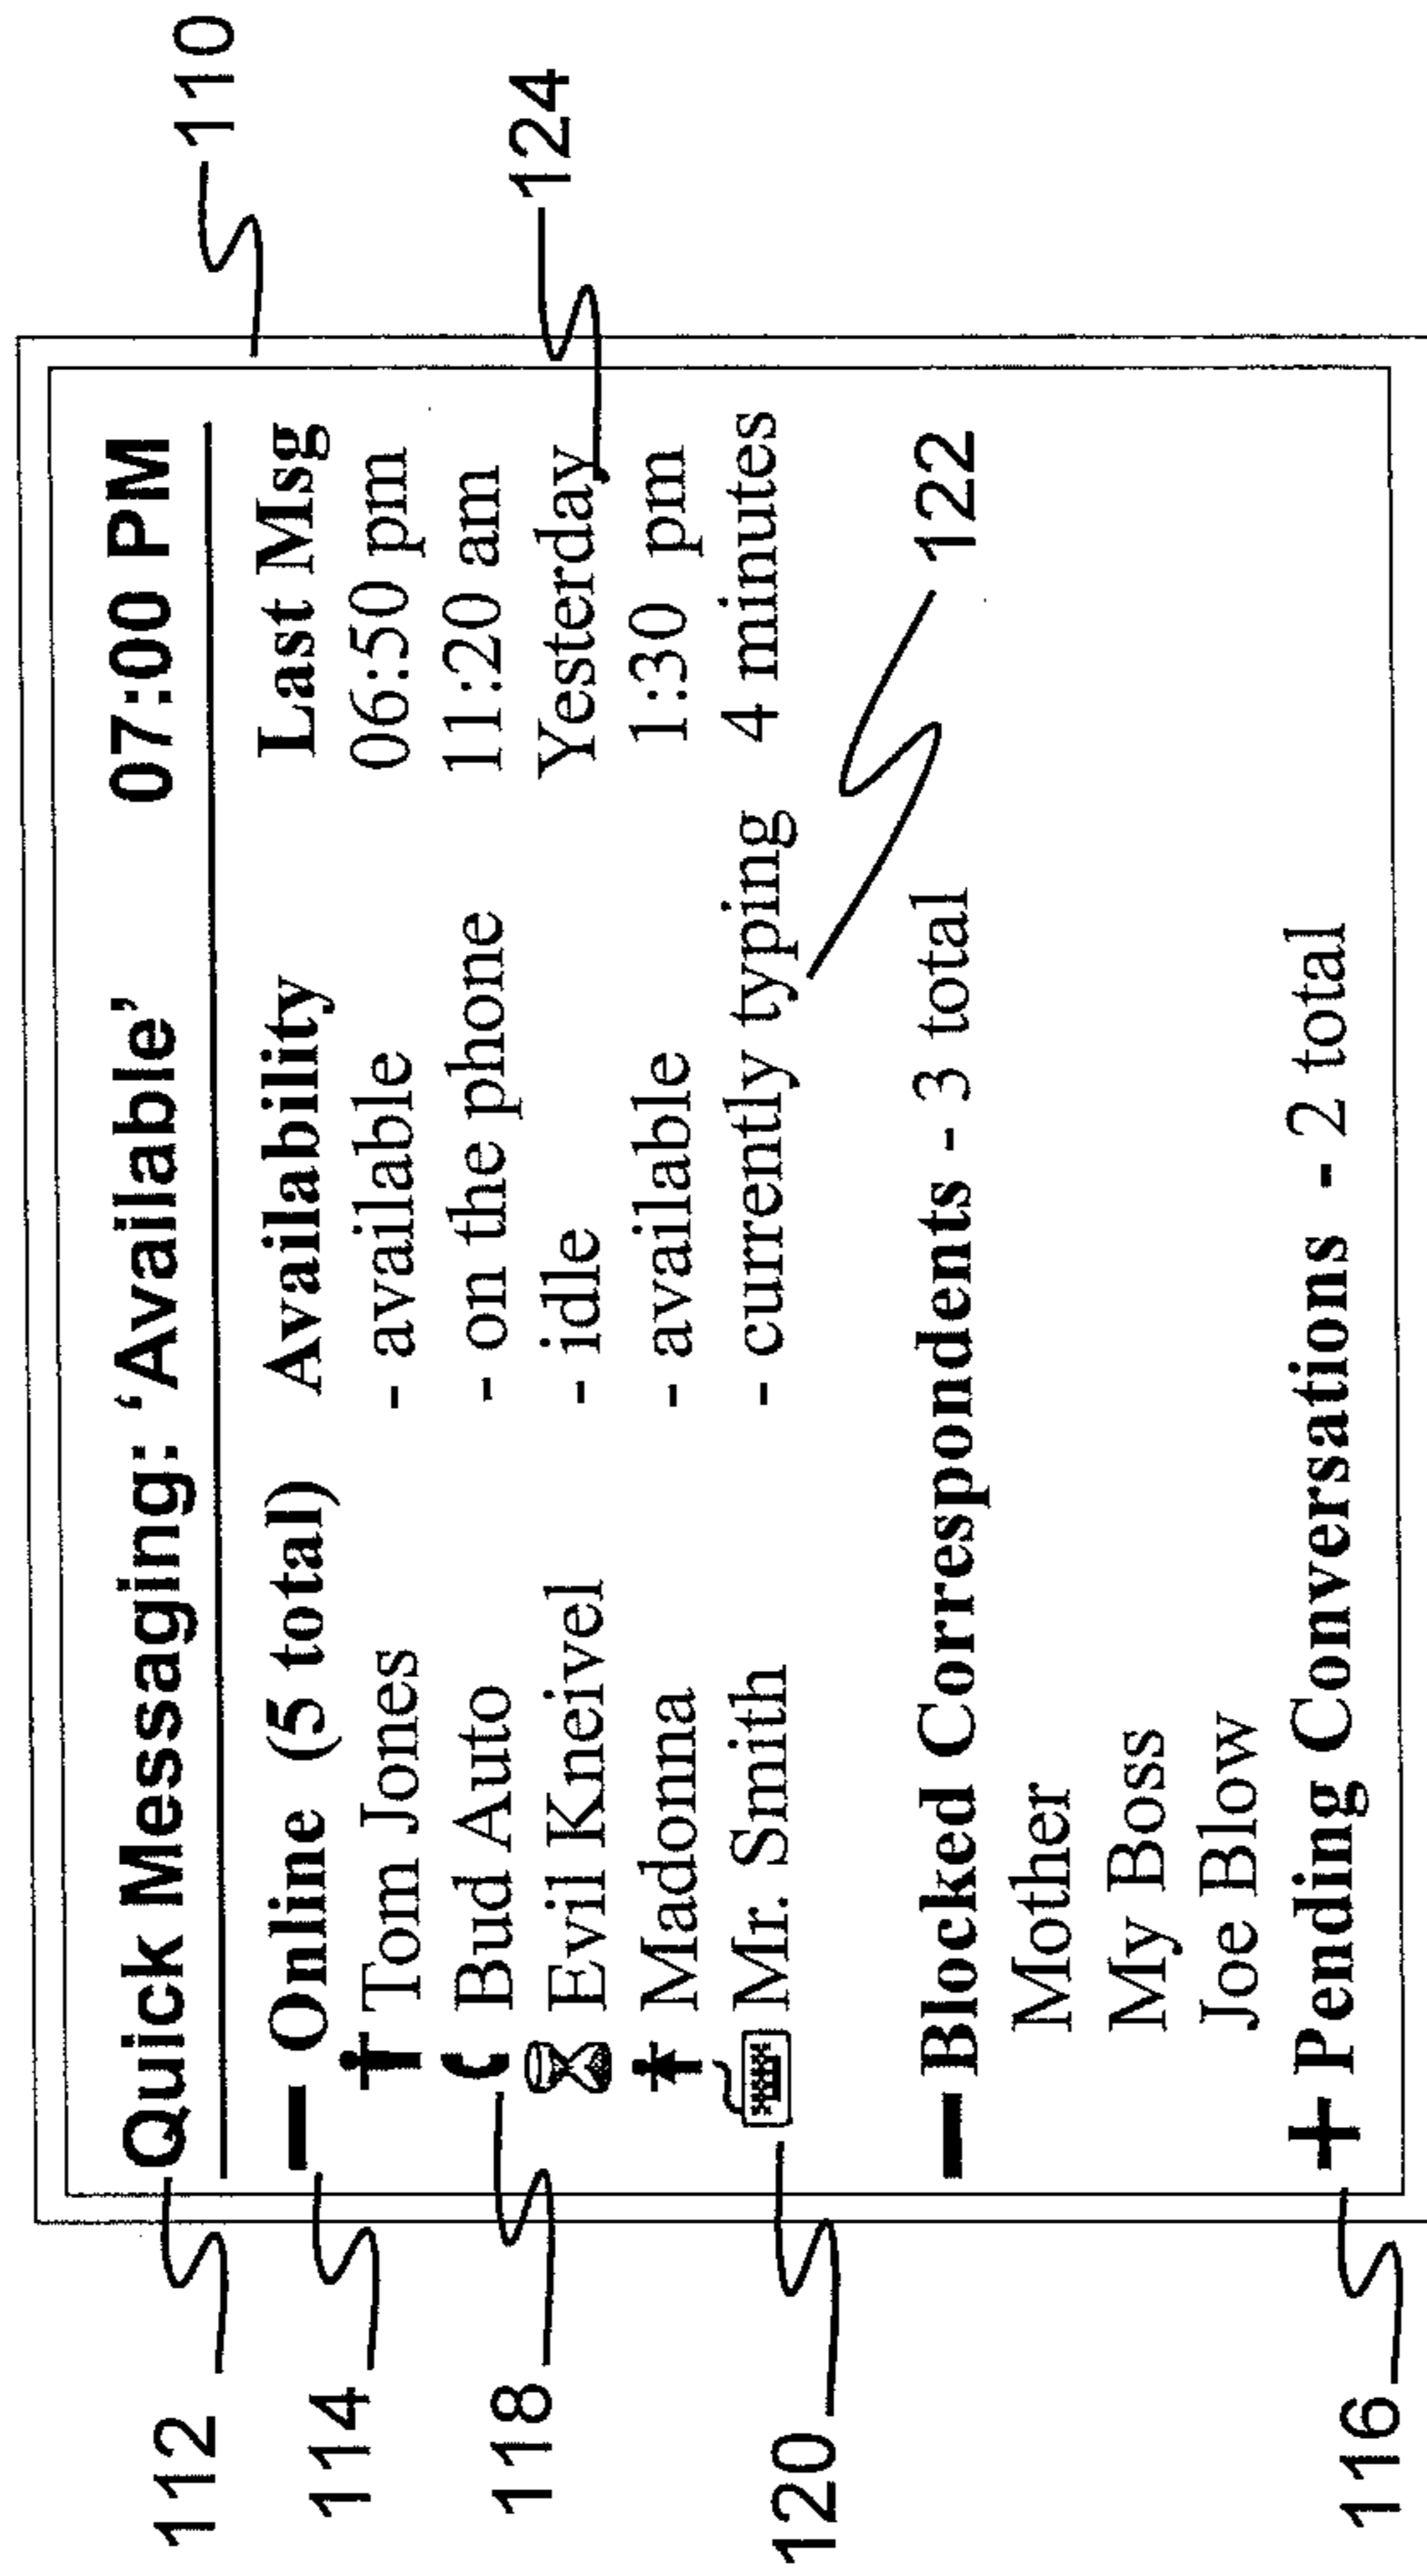 110
112 Quick Messaging: ‘Available’ 07:00 PM
114 — Online (5 total) Availability Last Msg
Tom Jones - available 06:50 pm
118 Bud Auto - on the phone 11:20 am
Evil Kneivel - idle Yesterday 124
Madonna - available 1:30 pm
120 Mr. Smith - currently typing 4 minutes
122
— Blocked Correspondents - 3 total
Mother
My Boss
Joe Blow
116 + Pending Conversations - 2 total